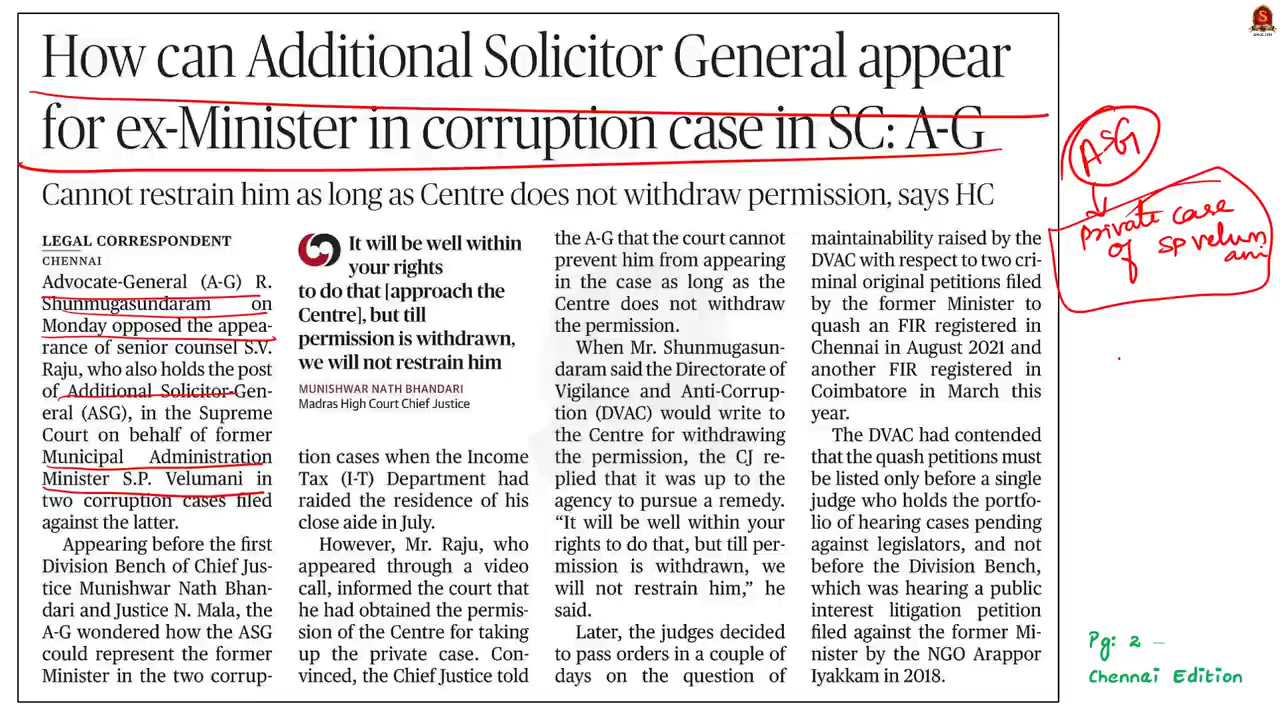 How can Additional Solicitor General appear
for ex-Minister in corruption case in SC: A-G
Cannot restrain him as long as Centre does not withdraw permission, says HC
LEGAL CORRESPONDENT
CHENNAI
Advocate-General (A-G) R.
Shunmugasundaram on
Monday opposed the appea-
rance of senior counsel S.V.
Raju, who also holds the post
of Additional Solicitor-Gen-
eral (ASG), in the Supreme
Court on behalf of former
Municipal Administration
Minister S.P. Velumani in
two corruption cases filed
against the latter.
Appearing before the first
Division Bench of Chief Jus-
tice Munishwar Nath Bhan-
dari and Justice N. Mala, the
A-G wondered how the ASG
could represent the former
Minister in the two corrup-
It will be well within
your rights
to do that [approach the
Centre], but till
permission is withdrawn,
we will not restrain him
MUNISHWAR NATH BHANDARI
Madras High Court Chief Justice
tion cases when the Income
Tax (I-T) Department had
raided the residence of his
close aide in July.
However, Mr. Raju, who
appeared through a video
call, informed the court that
he had obtained the permis-
sion of the Centre for taking
up the private case. Con-
vinced, the Chief Justice told
the A-G that the court cannot
prevent him from appearing
in the case as long as the
Centre does not withdraw
the permission.
When Mr. Shunmugasun-
daram said the Directorate of
Vigilance and Anti-Corrup-
tion (DVAC) would write to
the Centre for withdrawing
the permission, the CJ re-
plied that it was up to the
agency to pursue a remedy.
“It will be well within your
rights to do that, but till per-
mission is withdrawn, we
will not restrain him,” he
said.
Later, the judges decided
to pass orders in a couple of
days on the question of
maintainability raised by the
DVAC with respect to two cri-
minal original petitions filed
by the former Minister to
quash an FIR registered in
Chennai in August 2021 and
another FIR registered in
Coimbatore in March this
year.
The DVAC had contended
that the quash petitions must
be listed only before a single
judge who holds the portfo-
lio of hearing cases pending
against legislators, and not
before the Division Bench,
which was hearing a public
interest litigation petition
filed against the former Mi-
nister by the NGO Arappor
Iyakkam in 2018.
ASG
private case
of SP velum
ani
Pg: 2 –
Chennai Edition